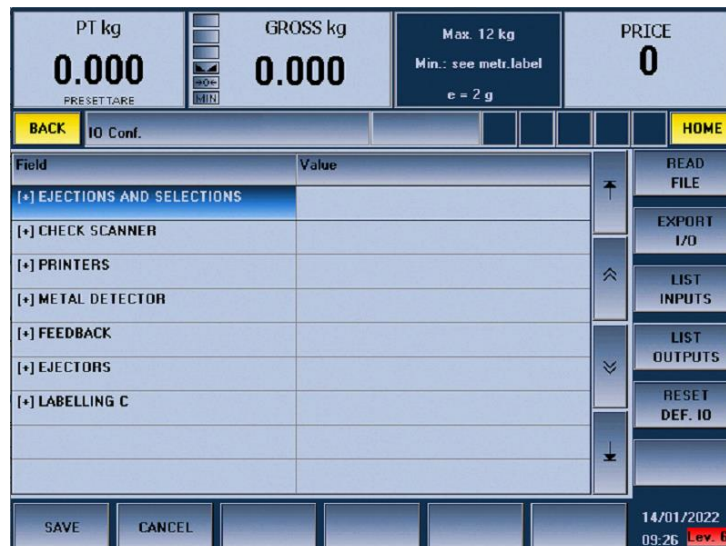 PT kg
0.000
PRESETTARE
→0←
MIN
GROSS kg
0.000
Max. 12 kg
Min.: see metr.label
e = 2 g
PRICE
0
BACK
IO Conf.
HOME
Field
Value
[+] EJECTIONS AND SELECTIONS
[+] CHECK SCANNER
[+] PRINTERS
[+] METAL DETECTOR
[+] FEEDBACK
[+] EJECTORS
[+] LABELLING C
READ
FILE
EXPORT
I/O
LIST
INPUTS
LIST
OUTPUTS
RESET
DEF. IO
SAVE
CANCEL
14/01/2022
09:26
Lev.